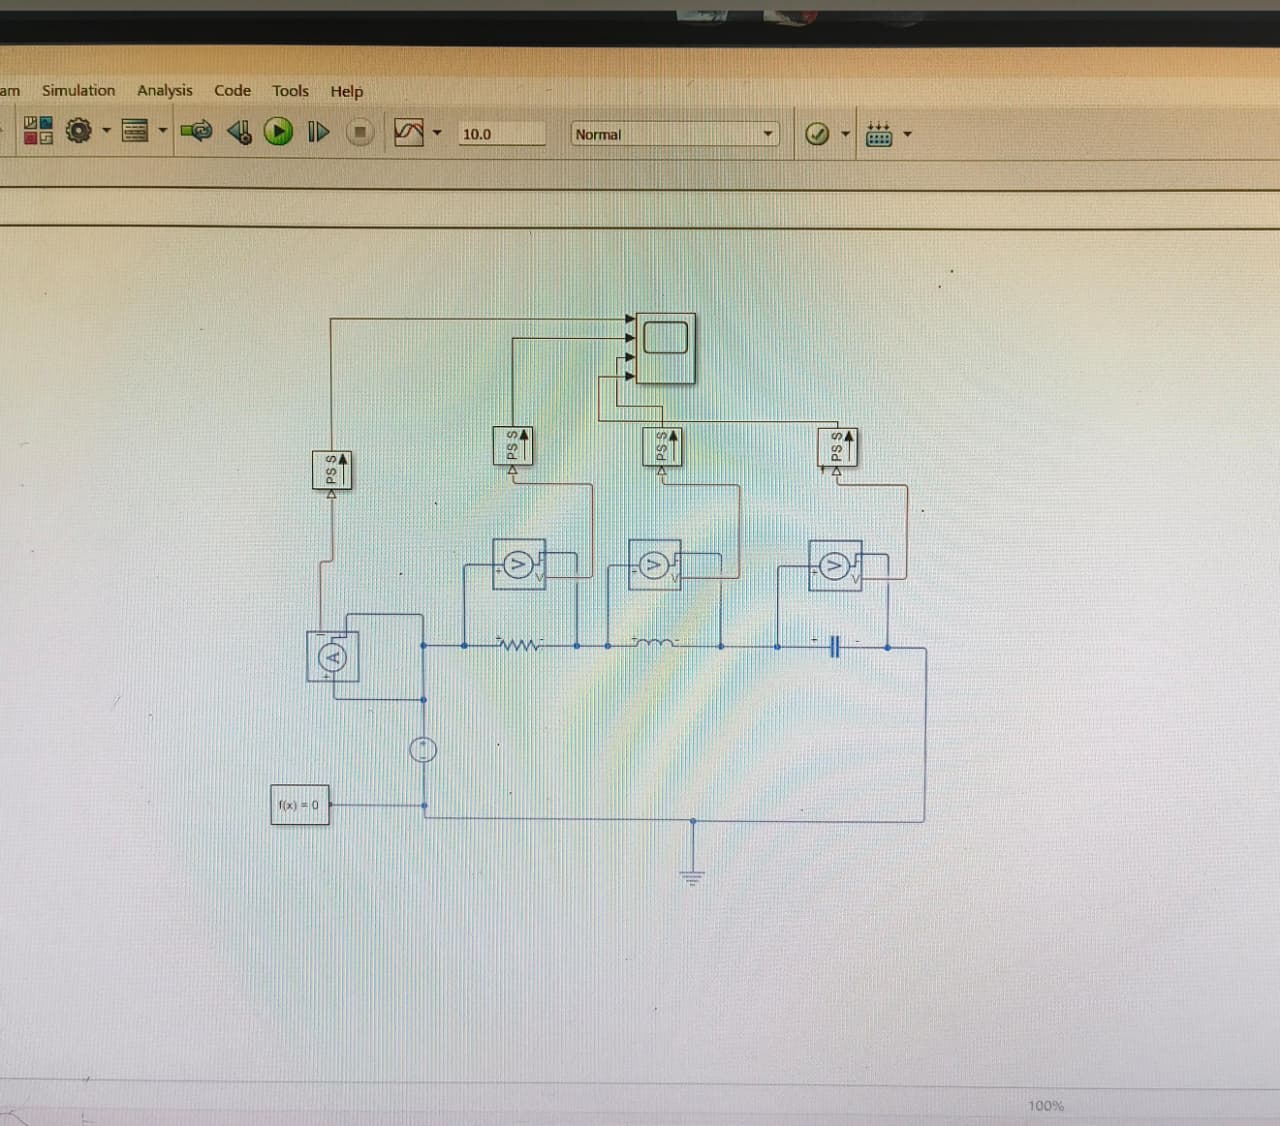 am Simulation Analysis Code Tools Help
10.0 Normal
PS S
PS S
PS S
PS S
V
V
V
A
f(x) = 0
100%